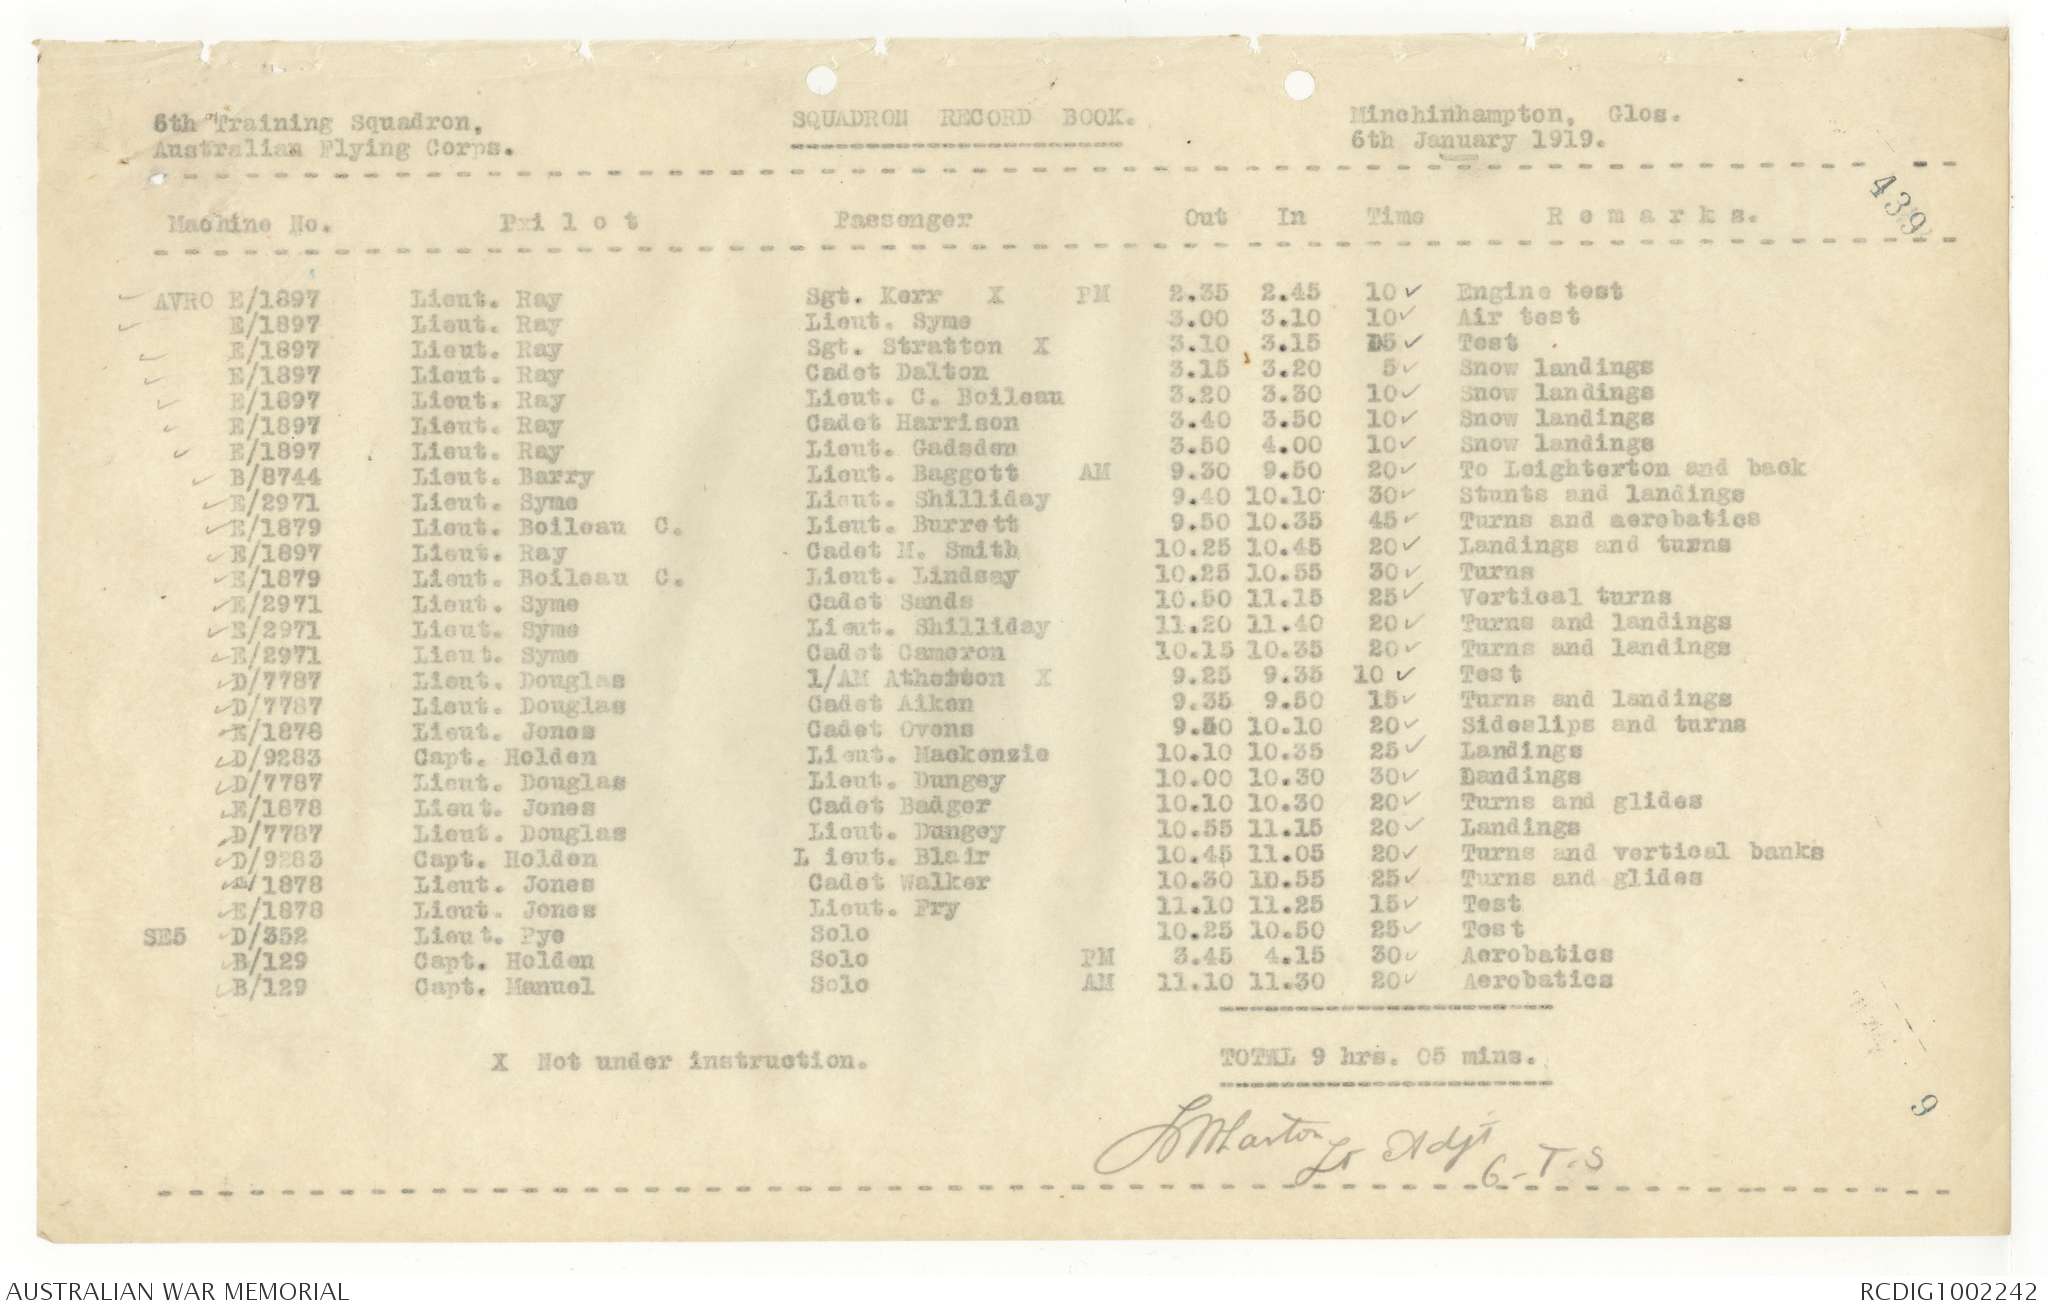 6th Training Squadron, SQUADRON RECORD BOOK. Minchinhampton, Glos.
Australian Flying Corps. 6th January 1919.
439
Machine No. Pilot Passenger Out In Time Remarks.
AVRO E/1897 Lieut. Ray Sgt. Kerr X PM 2.35 2.45 10 ✓ Engine test
E/1897 Lieut. Ray Lieut. Syme 3.00 3.10 10 ✓ Air test
E/1897 Lieut. Ray Sgt. Stratton X 3.10 3.15 5 ✓ Test
E/1897 Lieut. Ray Cadet Dalton 3.15 3.20 5 ✓ Snow landings
E/1897 Lieut. Ray Lieut. C. Boileau 3.20 3.30 10 ✓ Snow landings
E/1897 Lieut. Ray Cadet Harrison 3.40 3.50 10 ✓ Snow landings
E/1897 Lieut. Ray Lieut. Gadsden 3.50 4.00 10 ✓ Snow landings
B/8744 Lieut. Barry Lieut. Baggott AM 9.30 9.50 20 ✓ To Leighterton and back
E/2971 Lieut. Syme Lieut. Shilliday 9.40 10.10 30 ✓ Stunts and landings
E/1879 Lieut. Boileau C. Lieut. Burrett 9.50 10.35 45 ✓ Turns and aerobatics
E/1897 Lieut. Ray Cadet M. Smith 10.25 10.45 20 ✓ Landings and turns
E/1879 Lieut. Boileau C. Lieut. Lindsay 10.25 10.55 30 ✓ Turns
E/2971 Lieut. Syme Cadet Sands 10.50 11.15 25 ✓ Vertical turns
E/2971 Lieut. Syme Lieut. Shilliday 11.20 11.40 20 ✓ Turns and landings
E/2971 Lieut. Syme Cadet Cameron 10.15 10.35 20 ✓ Turns and landings
D/7787 Lieut. Douglas 1/AM Atherton X 9.25 9.35 10 ✓ Test
D/7787 Lieut. Douglas Cadet Aiken 9.35 9.50 15 ✓ Turns and landings
E/1878 Lieut. Jones Cadet Ovens 9.50 10.10 20 ✓ Sideslips and turns
D/9283 Capt. Holden Lieut. Mackenzie 10.10 10.35 25 ✓ Landings
D/7787 Lieut. Douglas Lieut. Dungey 10.00 10.30 30 ✓ Landings
E/1878 Lieut. Jones Cadet Badger 10.10 10.30 20 ✓ Turns and glides
D/7787 Lieut. Douglas Lieut. Dungey 10.55 11.15 20 ✓ Landings
D/9283 Capt. Holden L ieut. Blair 10.45 11.05 20 ✓ Turns and vertical banks
E/1878 Lieut. Jones Cadet Walker 10.30 10.55 25 ✓ Turns and glides
E/1878 Lieut. Jones Lieut. Fry 11.10 11.25 15 ✓ Test
SE5 D/352 Lieut. Pye Solo 10.25 10.50 25 ✓ Test
B/129 Capt. Holden Solo PM 3.45 4.15 30 ✓ Aerobatics
B/129 Capt. Manuel Solo AM 11.10 11.30 20 ✓ Aerobatics
X Not under instruction. TOTAL 9 hrs. 05 mins.
9
Lt Adjt
6-T.S
AUSTRALIAN WAR MEMORIAL RCDIG1002242